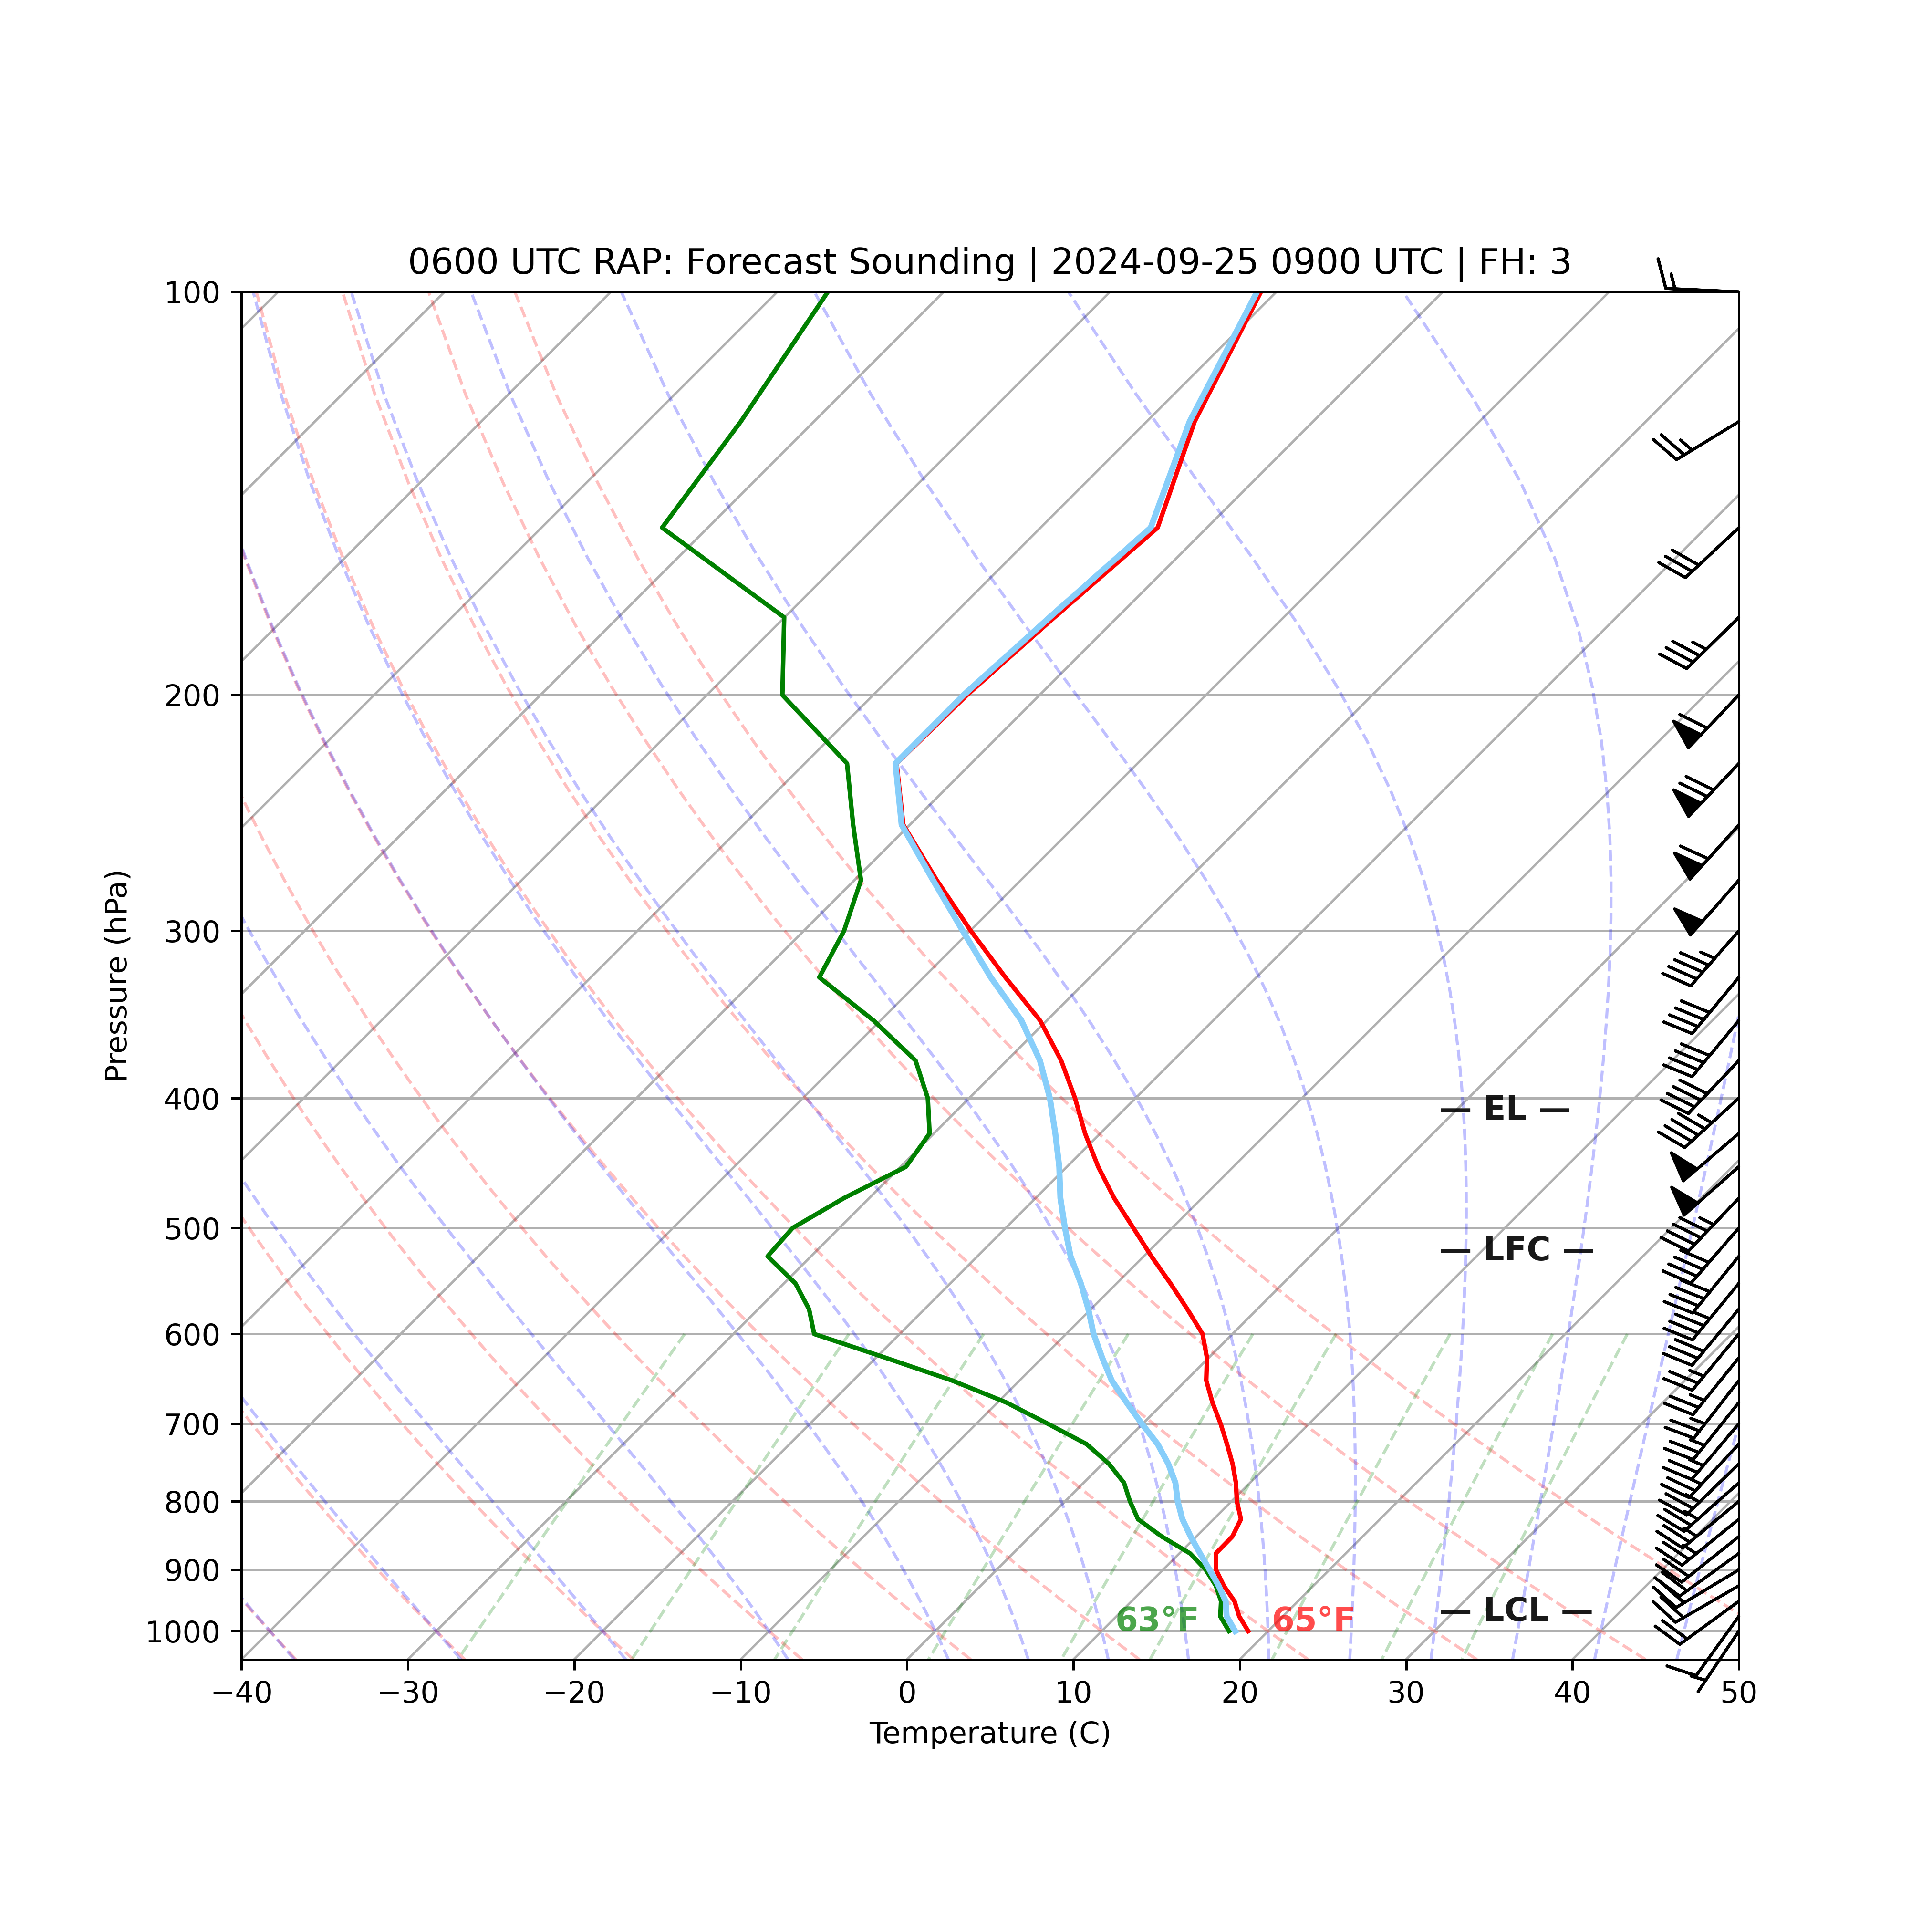 0600 UTC RAP: Forecast Sounding | 2024-09-25 0900 UTC | FH: 3
100
200
300
400
500
600
700
800
900
1000
Pressure (hPa)
— EL —
— LFC —
— LCL —
63°F
65°F
−40
−30
−20
−10
0
10
20
30
40
50
Temperature (C)